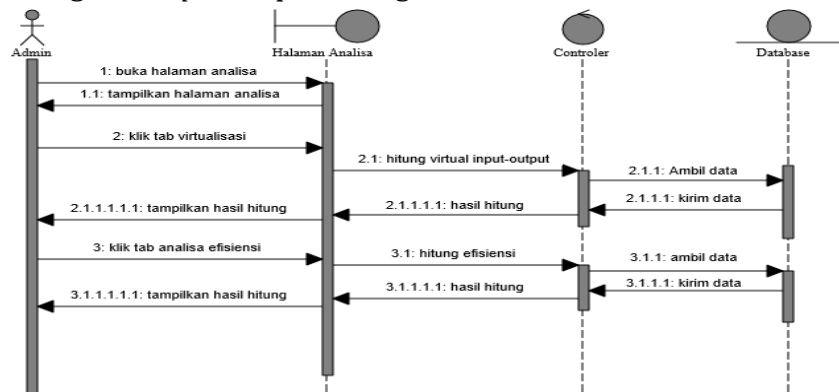 Admin
Halaman Analisa
Controler
Database
1: buka halaman analisa
1.1: tampilkan halaman analisa
2: klik tab virtualisasi
2.1: hitung virtual input-output
2.1.1: Ambil data
2.1.1.1: kirim data
2.1.1.1.1: hasil hitung
2.1.1.1.1.1: tampilkan hasil hitung
3: klik tab analisa efisiensi
3.1: hitung efisiensi
3.1.1: ambil data
3.1.1.1: kirim data
3.1.1.1.1: hasil hitung
3.1.1.1.1.1: tampilkan hasil hitung